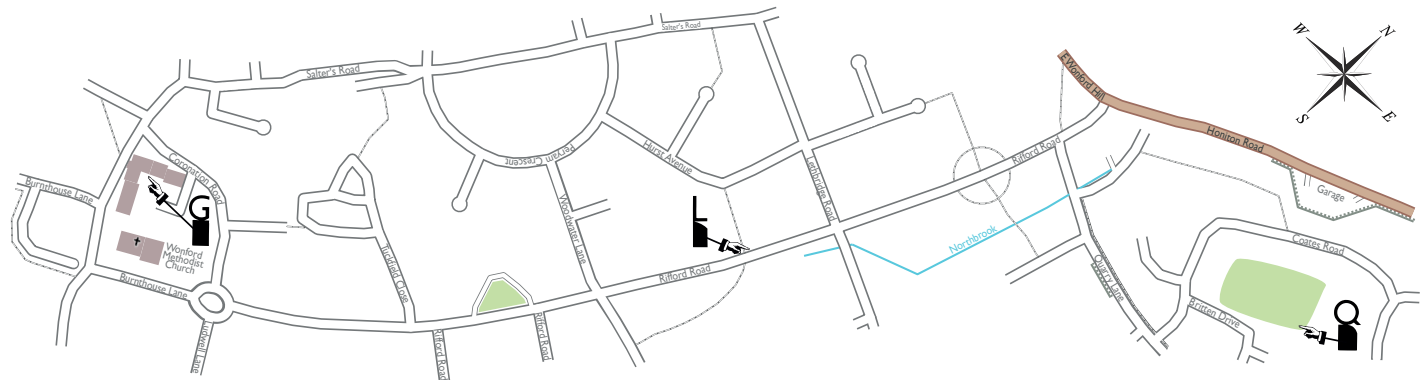 Salter's Road
Salter's Road
W
N
S
E
E Wonford Hill
Honiton Road
Garage
Rifford Road
Coronation Road
Burnthouse Lane
G
Wonford
Methodist
Church
Burnthouse Lane
Ludwell Lane
Tuckfield Close
Pervam Crescent
Hurst Avenue
Woodwater Lane
Lethbridge Road
L
Rifford Road
Rifford Road
Rifford Road
Northbrook
Quarry Lane
Coates Road
Britten Drive
Q